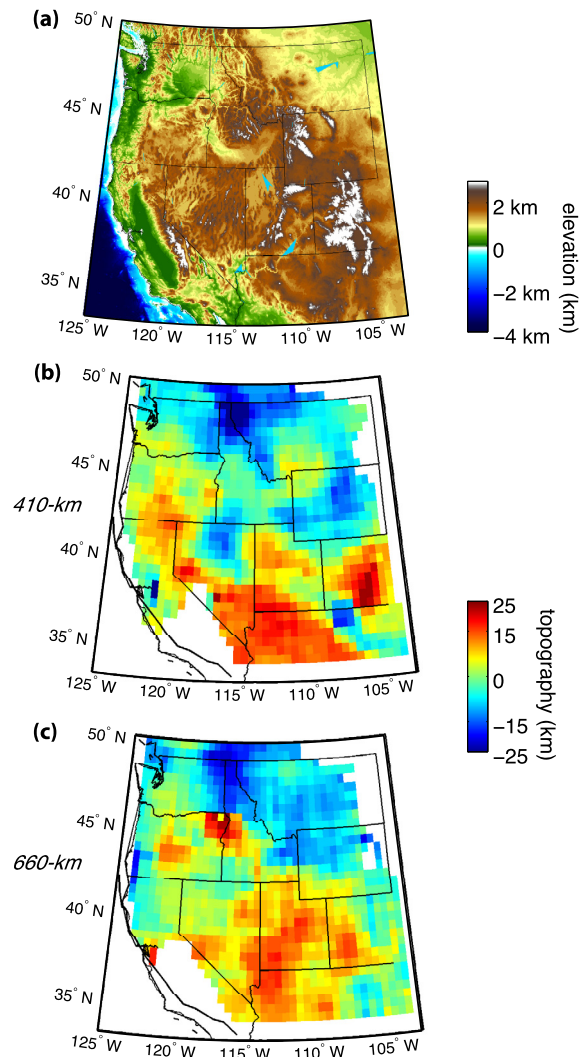 (a)
50° N
45° N
40° N
35° N
125° W
120° W
115° W
110° W
105° W
2 km
0
−2 km
−4 km
elevation (km)
(b)
50° N
45° N
410-km
40° N
35° N
125° W
120° W
115° W
110° W
105° W
25
15
0
−15
−25
topography (km)
(c)
50° N
45° N
660-km
40° N
35° N
125° W
120° W
115° W
110° W
105° W